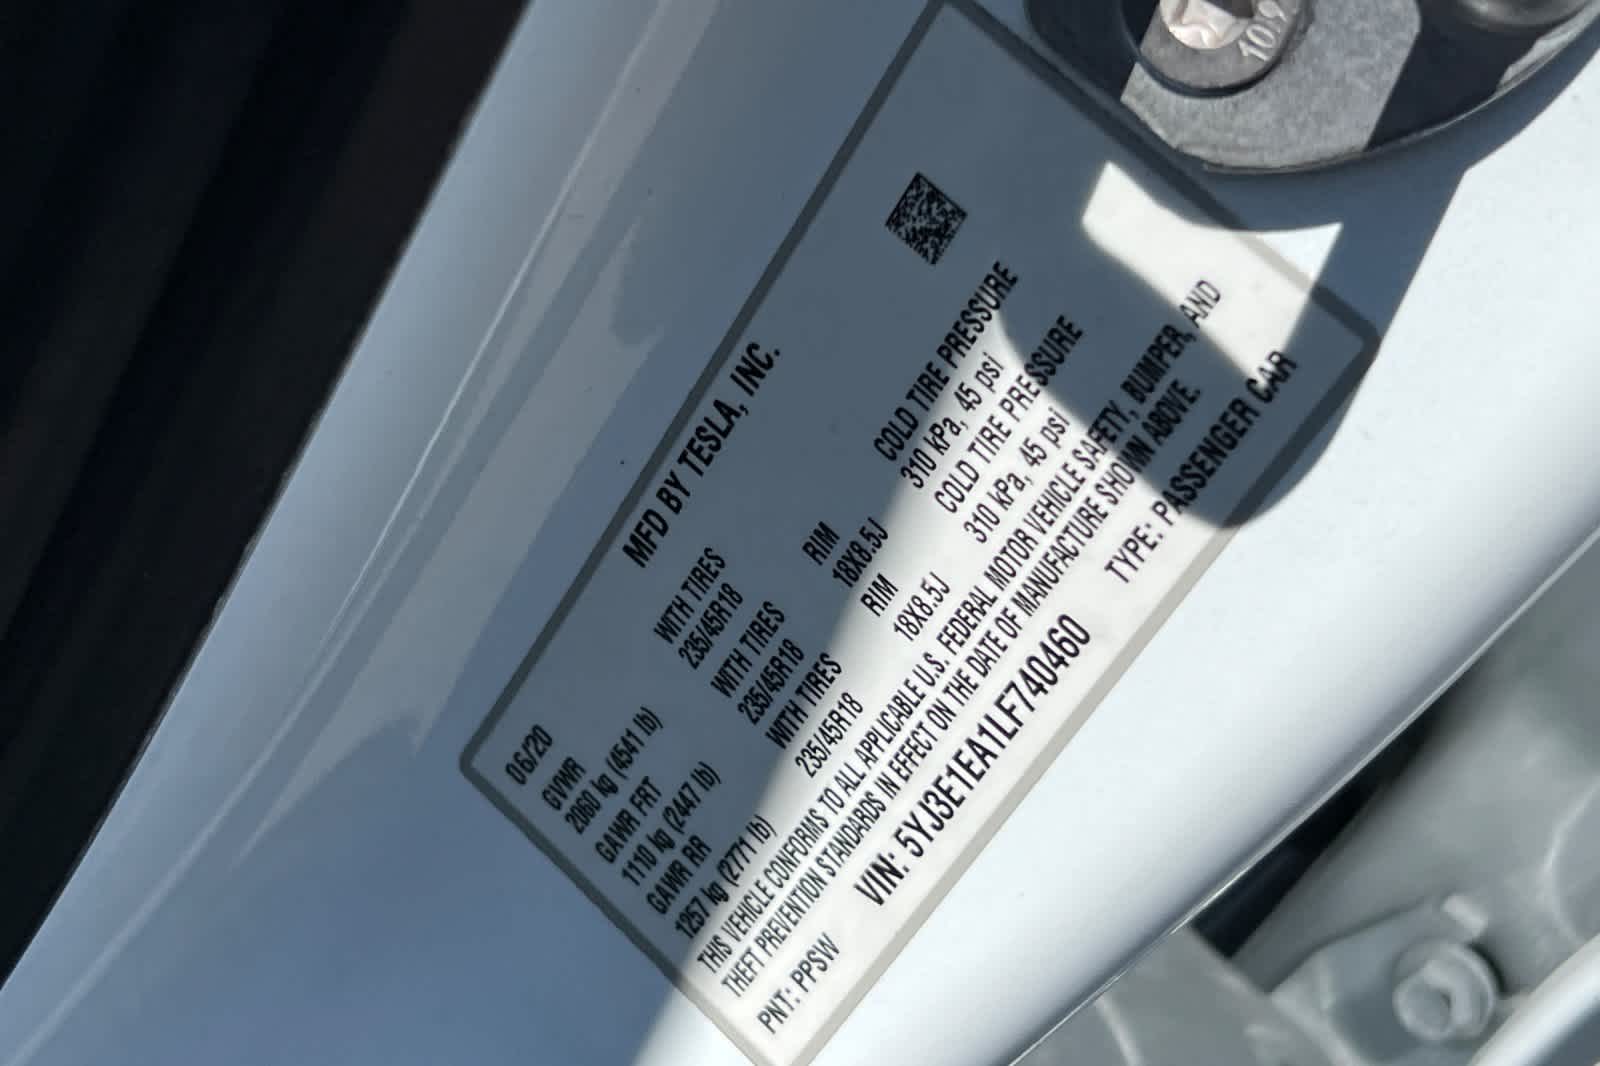 MFD BY TESLA, INC.
06/20
GVWR WITH TIRES RIM COLD TIRE PRESSURE
2060 kg (4541 lb) 235/45R18 18X8.5J 310 kPa, 45 psi
GAWR FRT WITH TIRES RIM COLD TIRE PRESSURE
1110 kg (2447 lb) 235/45R18 18X8.5J 310 kPa, 45 psi
GAWR RR WITH TIRES
1257 kg (2771 lb) 235/45R18
THIS VEHICLE CONFORMS TO ALL APPLICABLE U.S. FEDERAL MOTOR VEHICLE SAFETY, BUMPER, AND
THEFT PREVENTION STANDARDS IN EFFECT ON THE DATE OF MANUFACTURE SHOWN ABOVE.
PNT: PPSW VIN: 5YJ3E1EA1LF740460 TYPE: PASSENGER CAR
10.9